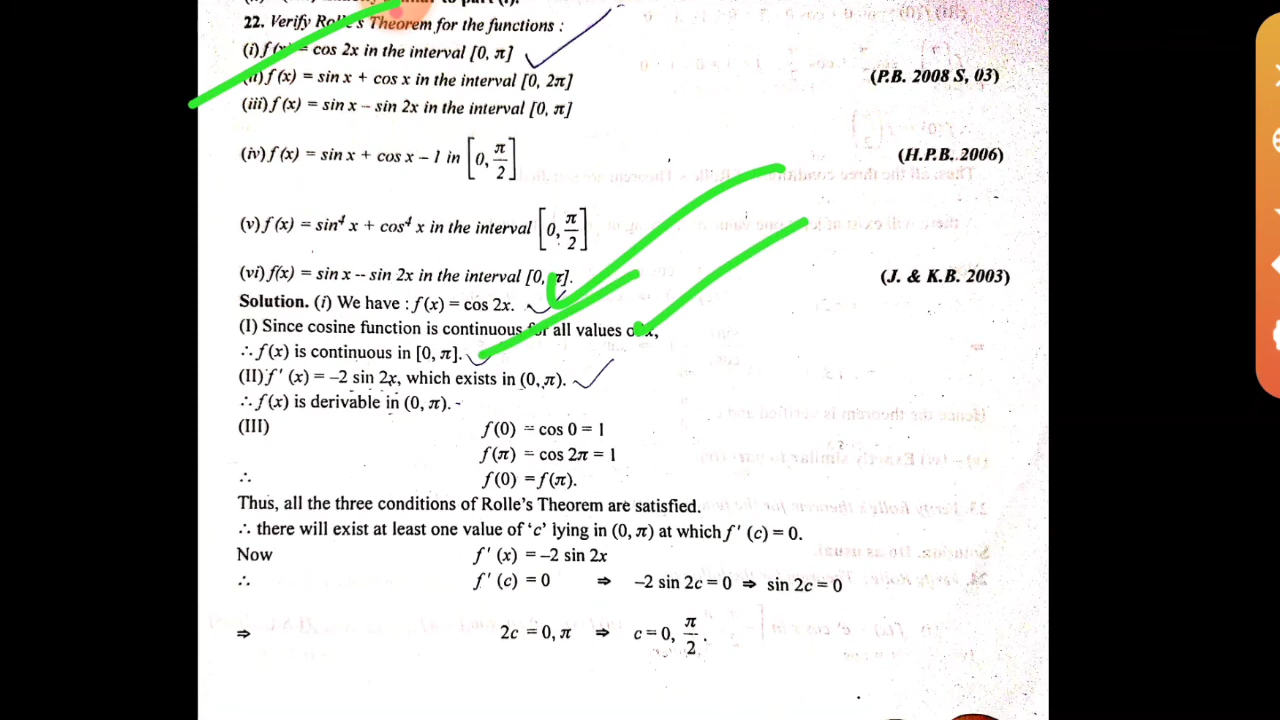 22. Verify Rolle's Theorem for the functions :
(i) f(x) = cos 2x in the interval [0, π]
(ii) f(x) = sin x + cos x in the interval [0, 2π] (P.B. 2008 S, 03)
(iii) f(x) = sin x – sin 2x in the interval [0, π]
(iv) f(x) = sin x + cos x – 1 in [0, π/2] (H.P.B. 2006)
(v) f(x) = sin⁴ x + cos⁴ x in the interval [0, π/2]
(vi) f(x) = sin x -- sin 2x in the interval [0, π]. (J. & K.B. 2003)
Solution. (i) We have : f(x) = cos 2x.
(I) Since cosine function is continuous for all values of x,
∴ f(x) is continuous in [0, π].
(II) f' (x) = –2 sin 2x, which exists in (0, π).
∴ f(x) is derivable in (0, π).
(III) f(0) = cos 0 = 1
f(π) = cos 2π = 1
∴ f(0) = f(π).
Thus, all the three conditions of Rolle's Theorem are satisfied.
∴ there will exist at least one value of 'c' lying in (0, π) at which f' (c) = 0.
Now f' (x) = –2 sin 2x
∴ f' (c) = 0 ⇒ –2 sin 2c = 0 ⇒ sin 2c = 0
⇒ 2c = 0, π ⇒ c = 0, π/2.